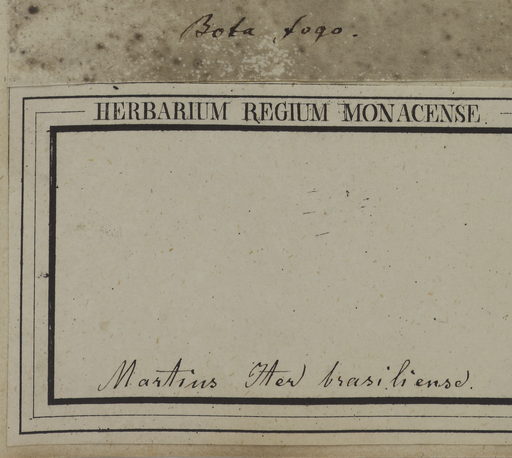 Bota fogo.
HERBARIUM REGIUM MONACENSE
Martius Iter brasiliense.